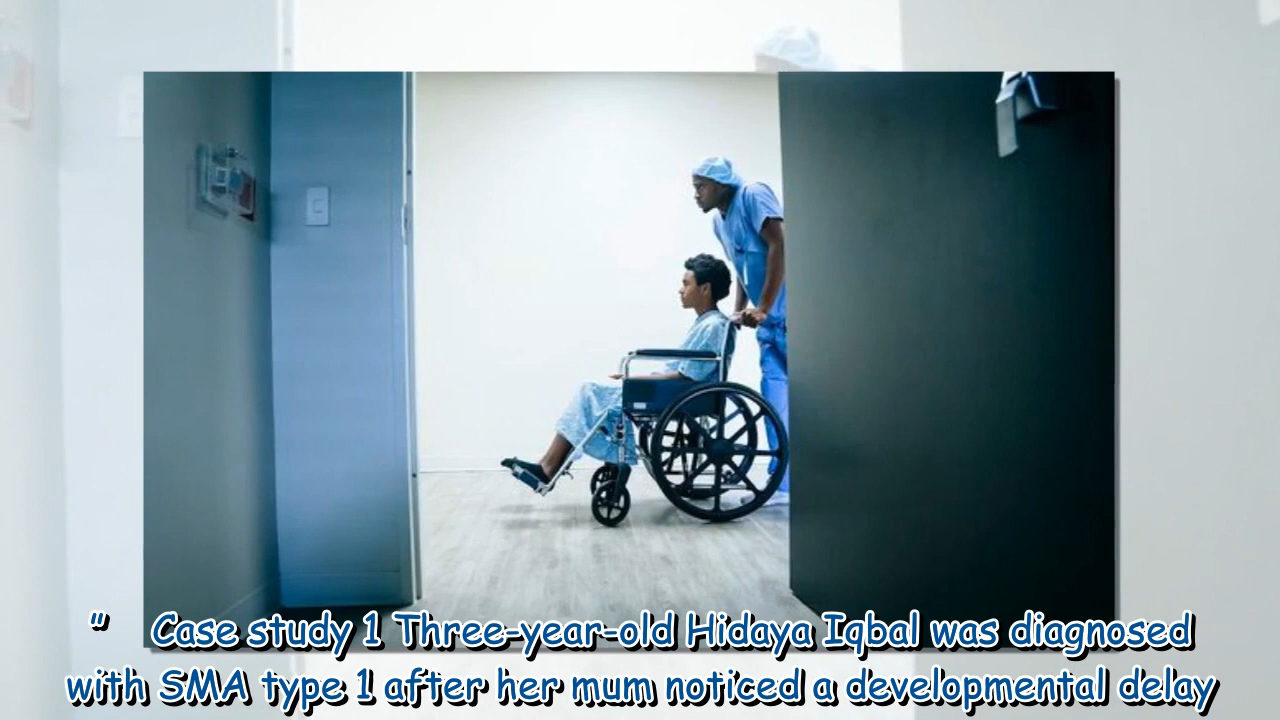 " Case study 1 Three-year-old Hidaya Iqbal was diagnosed
with SMA type 1 after her mum noticed a developmental delay